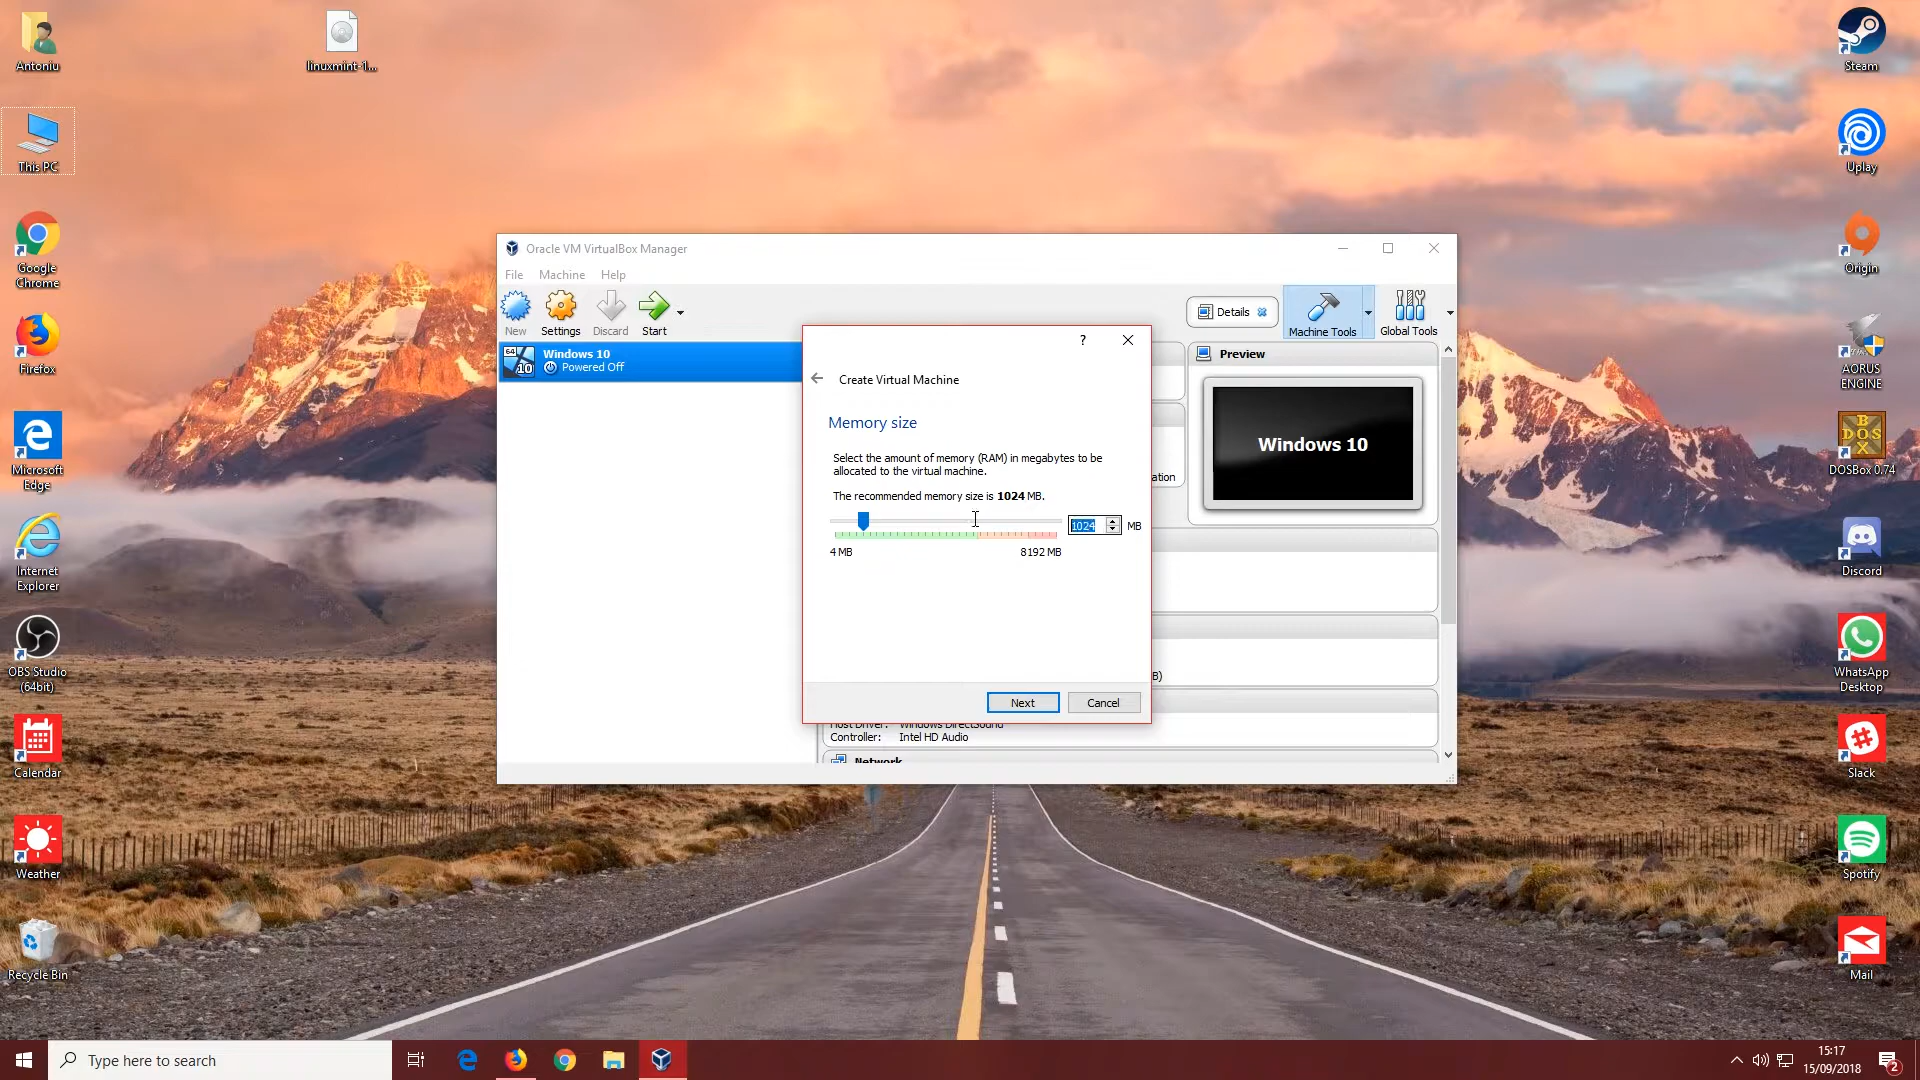 Antoniu
linuxmint-1...
This PC
Google
Chrome
Firefox
Microsoft
Edge
Internet
Explorer
OBS Studio
(64bit)
Calendar
Weather
Recycle Bin
Steam
Uplay
Origin
AORUS
ENGINE
DOSBox 0.74
Discord
WhatsApp
Desktop
Slack
Spotify
Mail
Oracle VM VirtualBox Manager
File Machine Help
New Settings Discard Start
Details Machine Tools Global Tools
64
10
Windows 10
Powered Off
Preview
Windows 10
ation
B)
? 
Create Virtual Machine
Memory size
Select the amount of memory (RAM) in megabytes to be
allocated to the virtual machine.
The recommended memory size is 1024 MB.
1024 MB
4 MB 8192 MB
Next Cancel
Host Driver: Windows DirectSound
Controller: Intel HD Audio
Network
Type here to search
15:17
15/09/2018
2